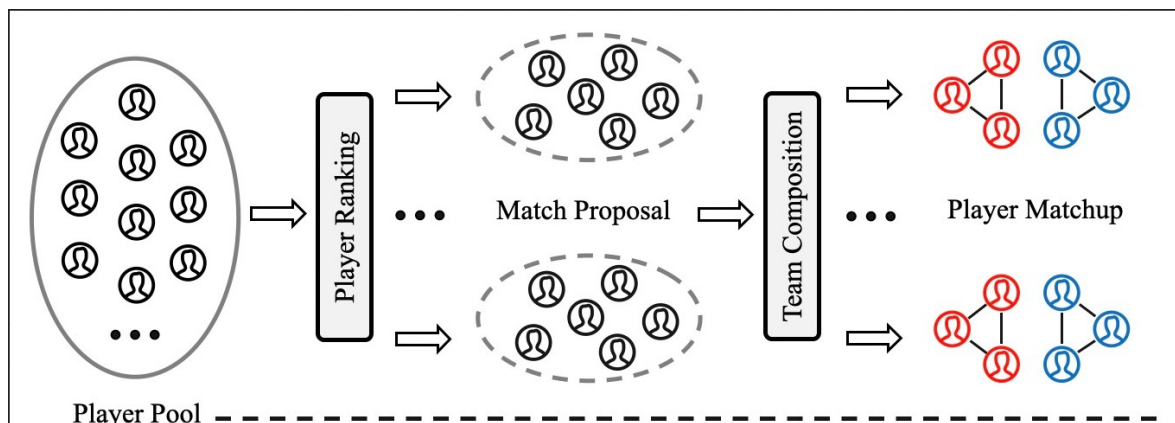 Player Ranking
Match Proposal
Team Composition
Player Matchup
Player Pool